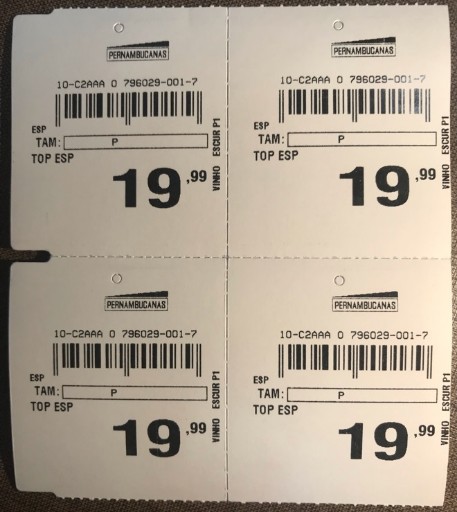 PERNAMBUCANAS
10-C2AAA 0 796029-001-7
ESP
TAM: P
TOP ESP
19,99
VINHO ESCUR P1
PERNAMBUCANAS
10-C2AAA 0 796029-001-7
ESP
TAM: P
TOP ESP
19,99
VINHO ESCUR P1
PERNAMBUCANAS
10-C2AAA 0 796029-001-7
ESP
TAM: P
TOP ESP
19,99
VINHO ESCUR P1
PERNAMBUCANAS
10-C2AAA 0 796029-001-7
ESP
TAM: P
TOP ESP
19,99
VINHO ESCUR P1